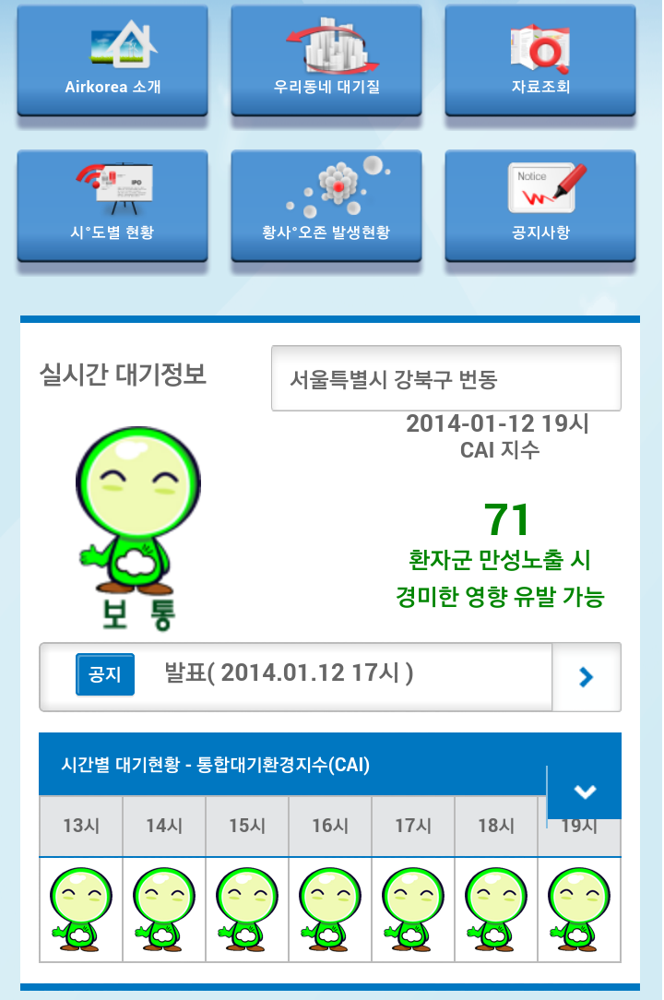 Airkorea 소개
우리동네 대기질
자료조회
IPO
Notice
시°도별 현황
황사°오존 발생현황
공지사항
실시간 대기정보
서울특별시 강북구 번동
2014-01-12 19시
CAI 지수
71
환자군 만성노출 시
경미한 영향 유발 가능
보 통
공지 발표( 2014.01.12 17시 )
시간별 대기현황 - 통합대기환경지수(CAI)
13시 14시 15시 16시 17시 18시 19시